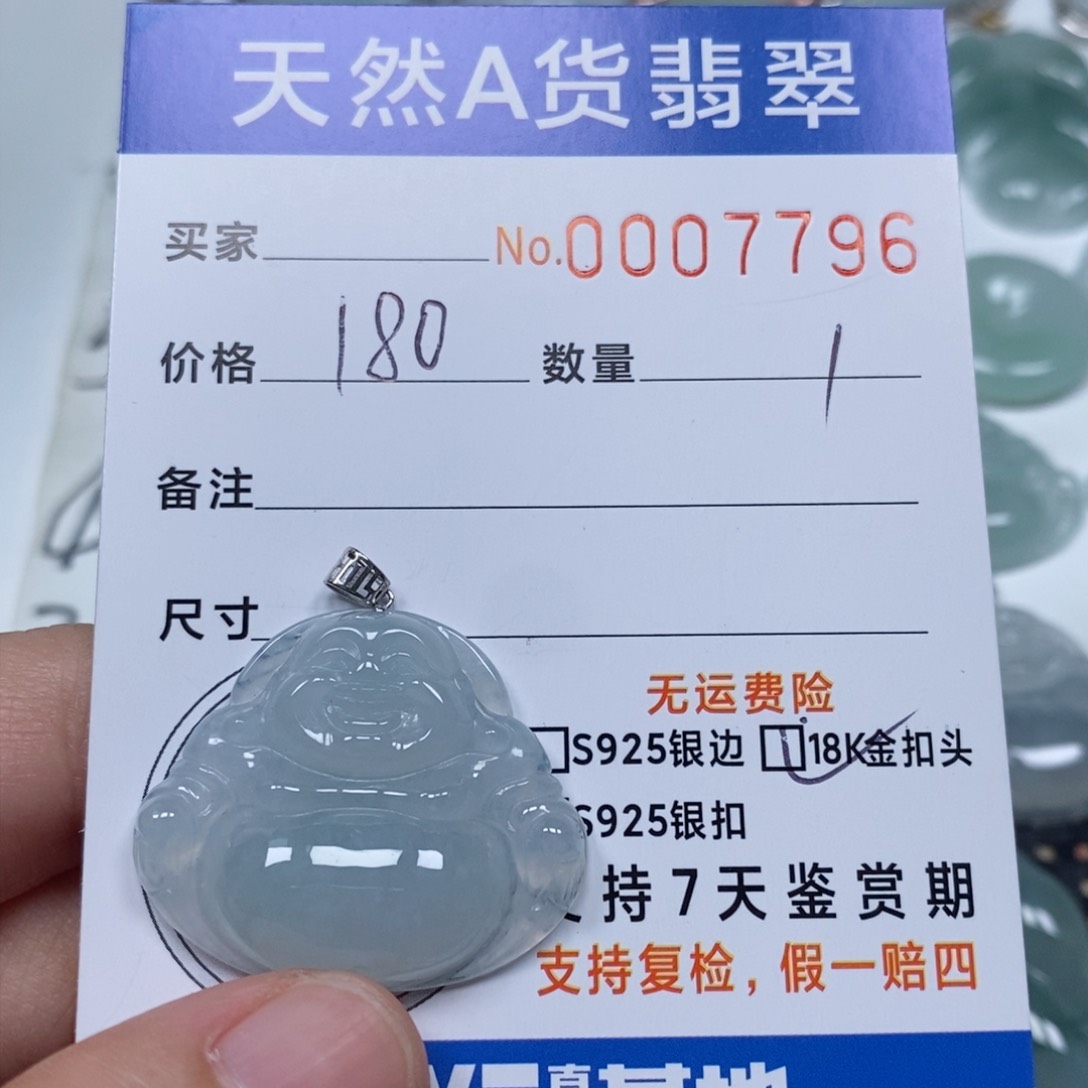 天然A货翡翠
买家 No.0007796
价格 180 数量 1
备注
尺寸
无运费险
S925银边 18K金扣头
S925银扣
持7天鉴赏期
支持复检，假一赔四
基地